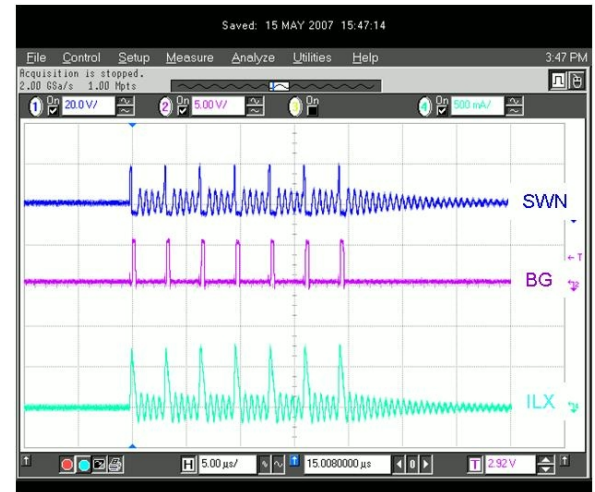 Saved: 15 MAY 2007 15:47:14
File Control Setup Measure Analyze Utilities Help 3:47 PM
Acquisition is stopped.
2.00 GSa/s 1.00 Mpts
1 On 20.0 V/ 2 On 5.00 V/ 3 On 4 On 500 mA/
SWN
T
BG
ILX
H 5.00 µs/ 15.0080000 µs 0 T 2.92 V